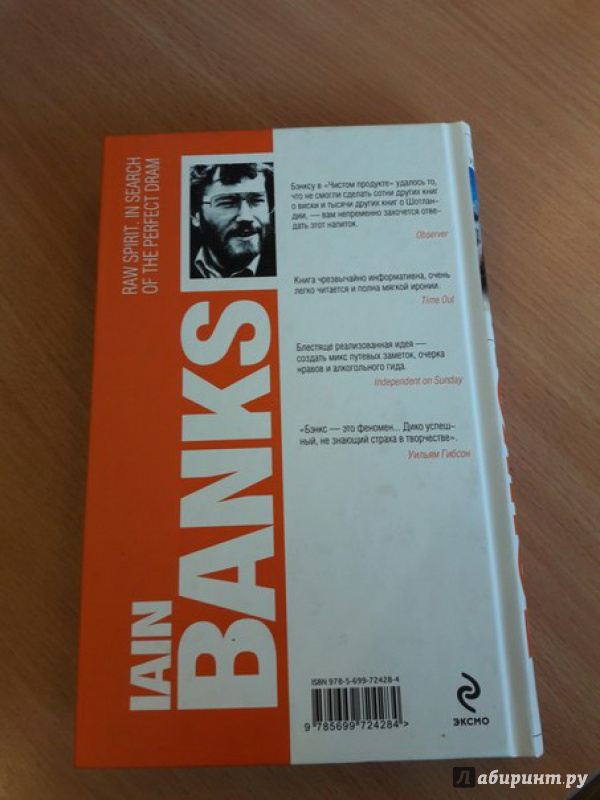 RAW SPIRIT. IN SEARCH
OF THE PERFECT DRAM
IAIN
BANKS
Бэнксу в «Чистом продукте» удалось то,
что не смогли сделать сотни других книг
о виски и тысячи других книг о Шотлан-
дии, — вам непременно захочется отве-
дать этот напиток.
Observer
Книга чрезвычайно информативна, очень
легко читается и полна мягкой иронии.
Time Out
Блестяще реализованная идея —
создать микс путевых заметок, очерка
нравов и алкогольного гида.
Independent on Sunday
«Бэнкс — это феномен... Дико успеш-
ный, не знающий страха в творчестве».
Уильям Гибсон
ISBN 978-5-699-72428-4
9 785699 724284 >
ЭКСМО
Лабиринт.ру